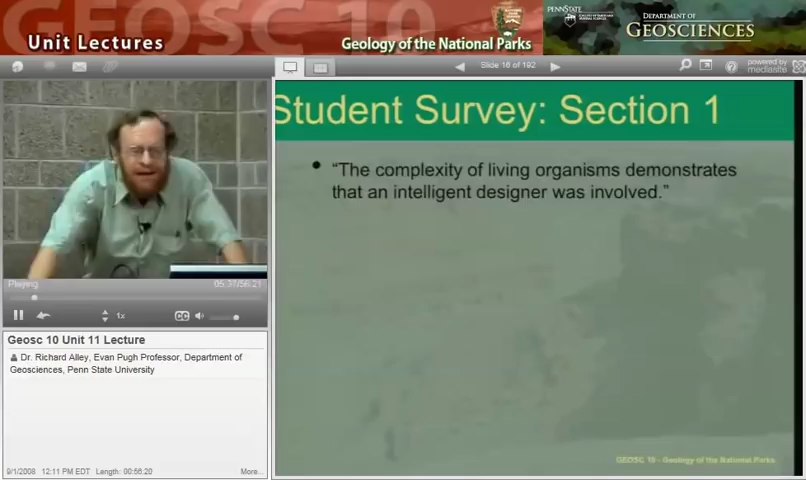 GEOSC 10
Unit Lectures
Geology of the National Parks
PENNSTATE
DEPARTMENT OF
GEOSCIENCES
Slide 16 of 192
powered by
mediasite
Student Survey: Section 1
• “The complexity of living organisms demonstrates
that an intelligent designer was involved.”
Playing
05:37/56:21
1x
CC
Geosc 10 Unit 11 Lecture
Dr. Richard Alley, Evan Pugh Professor, Department of
Geosciences, Penn State University
9/1/2008 12:11 PM EDT Length: 00:56:20
More...
GEOSC 10 - Geology of the National Parks